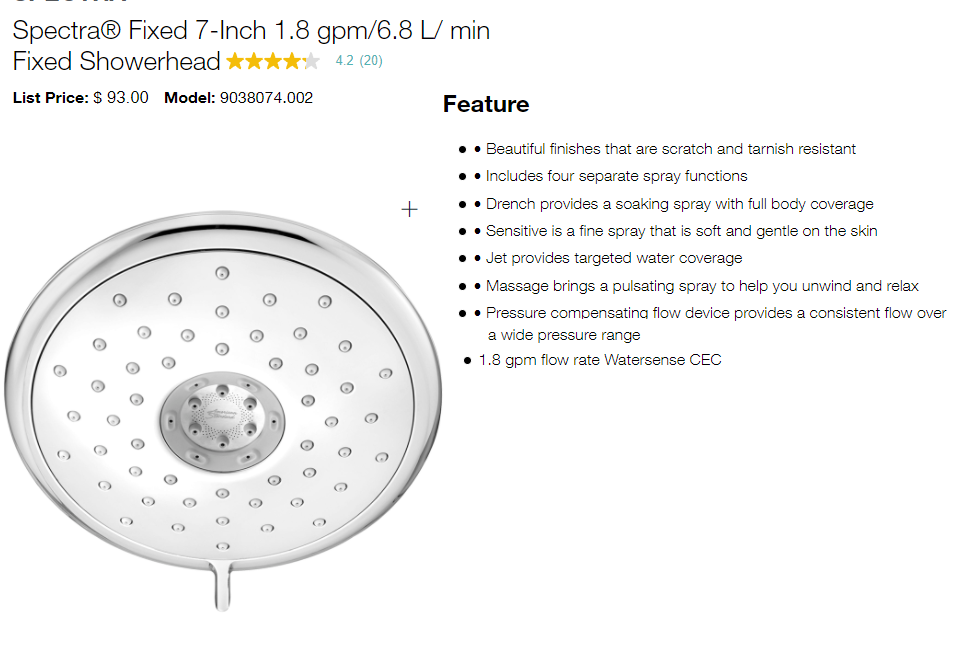 Spectra® Fixed 7-Inch 1.8 gpm/6.8 L/ min
Fixed Showerhead 4.2 (20)
List Price: $ 93.00 Model: 9038074.002
Feature
• • Beautiful finishes that are scratch and tarnish resistant
• • Includes four separate spray functions
• • Drench provides a soaking spray with full body coverage
• • Sensitive is a fine spray that is soft and gentle on the skin
• • Jet provides targeted water coverage
• • Massage brings a pulsating spray to help you unwind and relax
• • Pressure compensating flow device provides a consistent flow over
a wide pressure range
• 1.8 gpm flow rate Watersense CEC